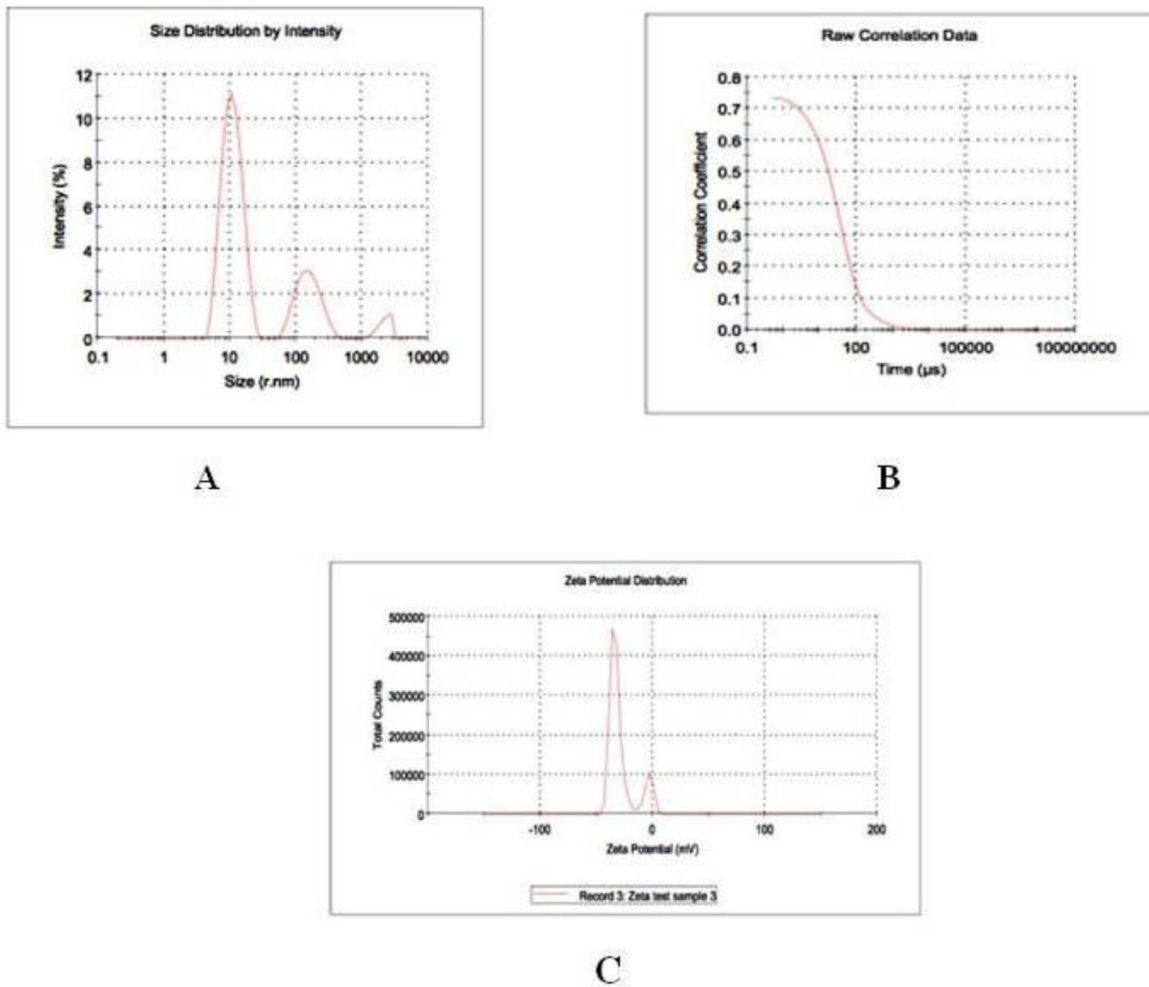 Size Distribution by Intensity
Intensity (%)
12
10
8
6
4
2
0
0.1 1 10 100 1000 10000
Size (r.nm)
A
Raw Correlation Data
Correlation Coefficient
0.8
0.7
0.6
0.5
0.4
0.3
0.2
0.1
0.0
0.1 100 100000 100000000
Time (µs)
B
Zeta Potential Distribution
Total Counts
500000
400000
300000
200000
100000
0
-100 0 100 200
Zeta Potential (mV)
Record 3: Zeta test sample 3
C